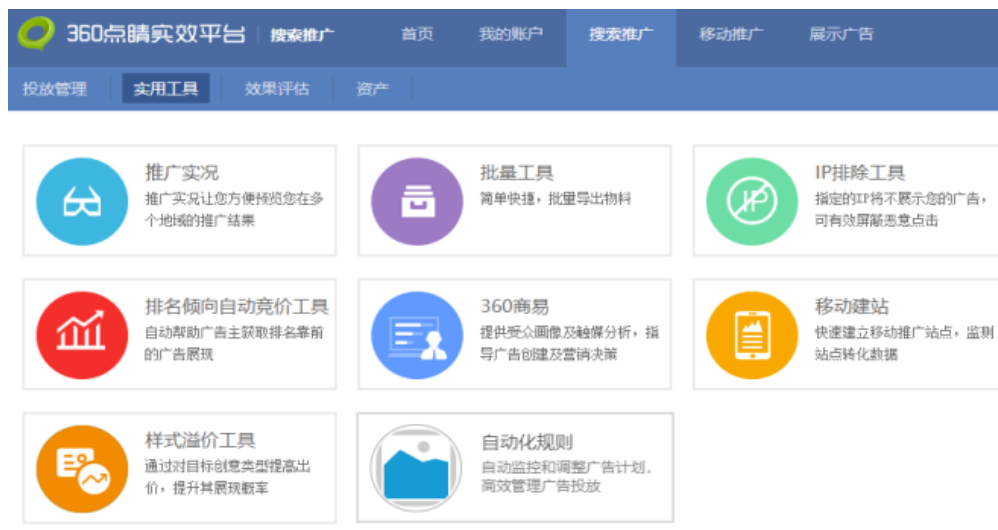 360点睛实效平台 搜索推广 首页 我的账户 搜索推广 移动推广 展示广告
投放管理 实用工具 效果评估 资产
推广实况
推广实况让您方便预览您在多
个地域的推广结果
批量工具
简单快捷，批量导出物料
IP排除工具
指定的IP将不展示您的广告，
可有效屏蔽恶意点击
排名倾向自动竞价工具
自动帮助广告主获取排名靠前
的广告展现
360商易
提供受众画像及触媒分析，指
导广告创建及营销决策
移动建站
快速建立移动推广站点，监测
站点转化数据
样式溢价工具
通过对目标创意类型提高出
价，提升其展现概率
自动化规则
自动监控和调整广告计划，
高效管理广告投放